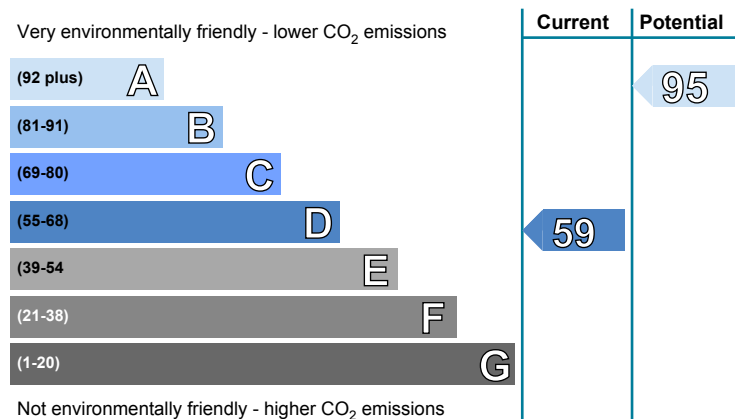 Very environmentally friendly - lower CO2 emissions
Current
Potential
(92 plus) A
95
(81-91) B
(69-80) C
(55-68) D
59
(39-54 E
(21-38) F
(1-20) G
Not environmentally friendly - higher CO2 emissions